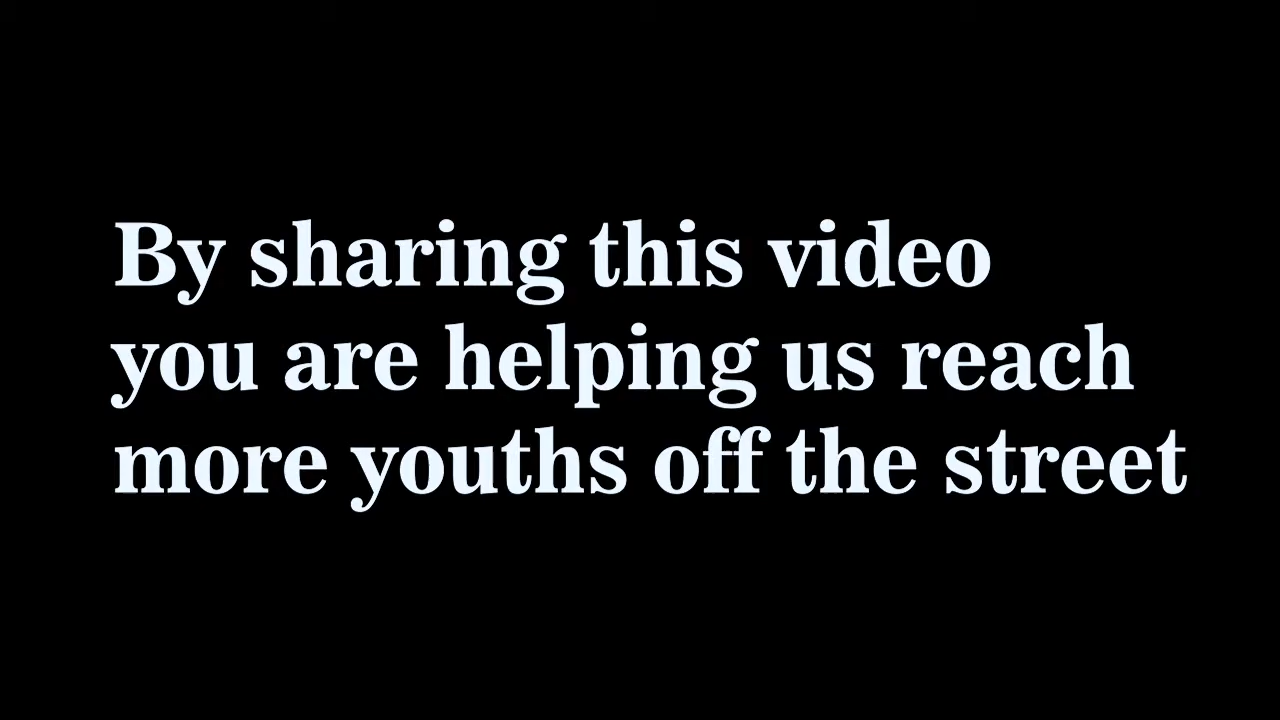 By sharing this video
you are helping us reach
more youths off the street